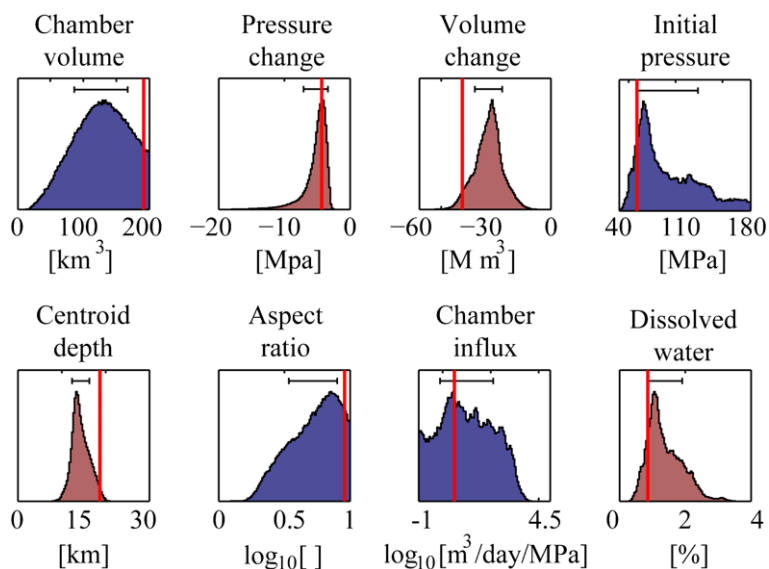 Chamber volume
Pressure change
Volume change
Initial pressure
0 100 200
[km³]
−20 −10 0
[Mpa]
−60 −30 0
[M m³]
40 110 180
[MPa]
Centroid depth
Aspect ratio
Chamber influx
Dissolved water
0 15 30
[km]
0 0.5 1
log₁₀[ ]
-1 4.5
log₁₀[m³/day/MPa]
0 2 4
[%]